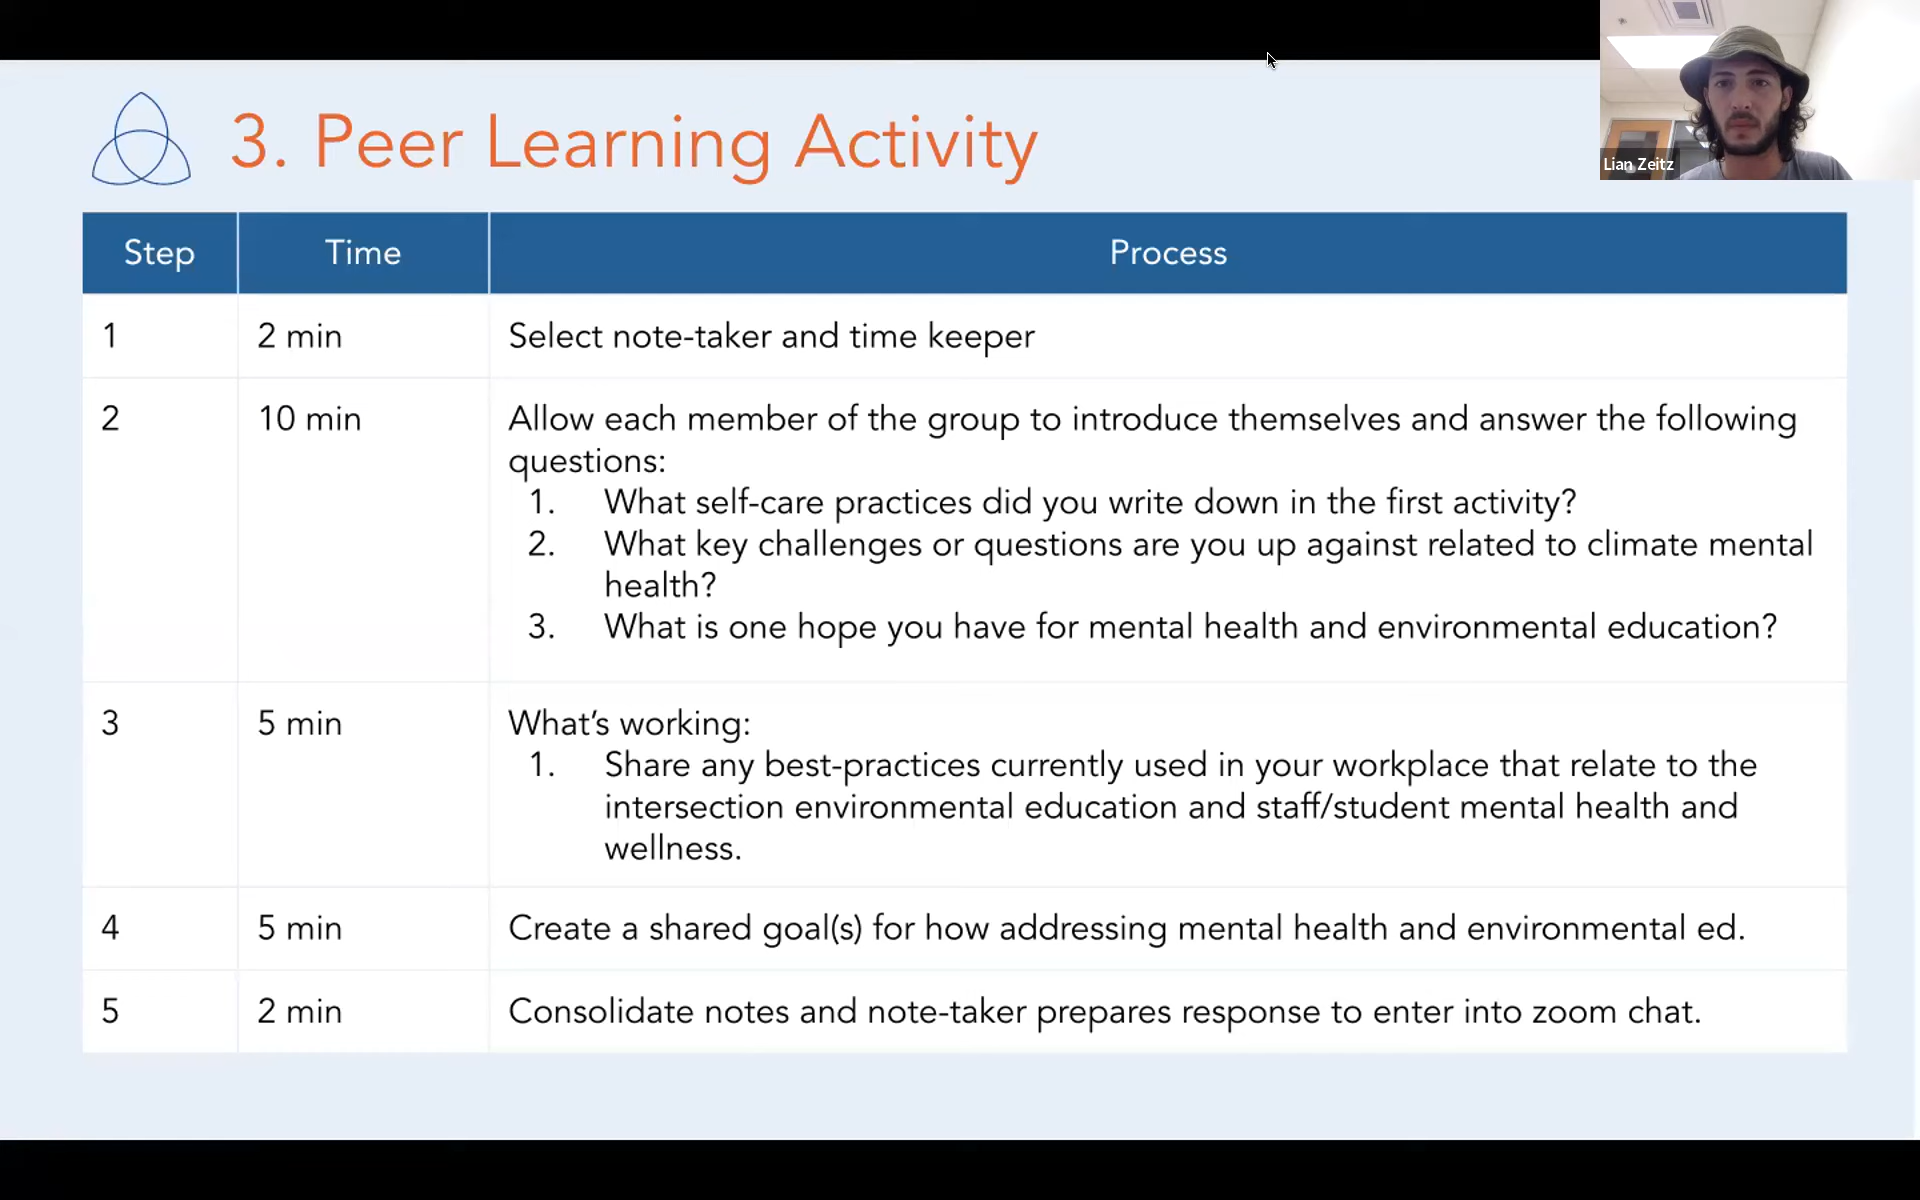 3. Peer Learning Activity
Lian Zeitz
Step Time Process
1 2 min Select note-taker and time keeper
2 10 min Allow each member of the group to introduce themselves and answer the following
questions:
1. What self-care practices did you write down in the first activity?
2. What key challenges or questions are you up against related to climate mental
health?
3. What is one hope you have for mental health and environmental education?
3 5 min What’s working:
1. Share any best-practices currently used in your workplace that relate to the
intersection environmental education and staff/student mental health and
wellness.
4 5 min Create a shared goal(s) for how addressing mental health and environmental ed.
5 2 min Consolidate notes and note-taker prepares response to enter into zoom chat.